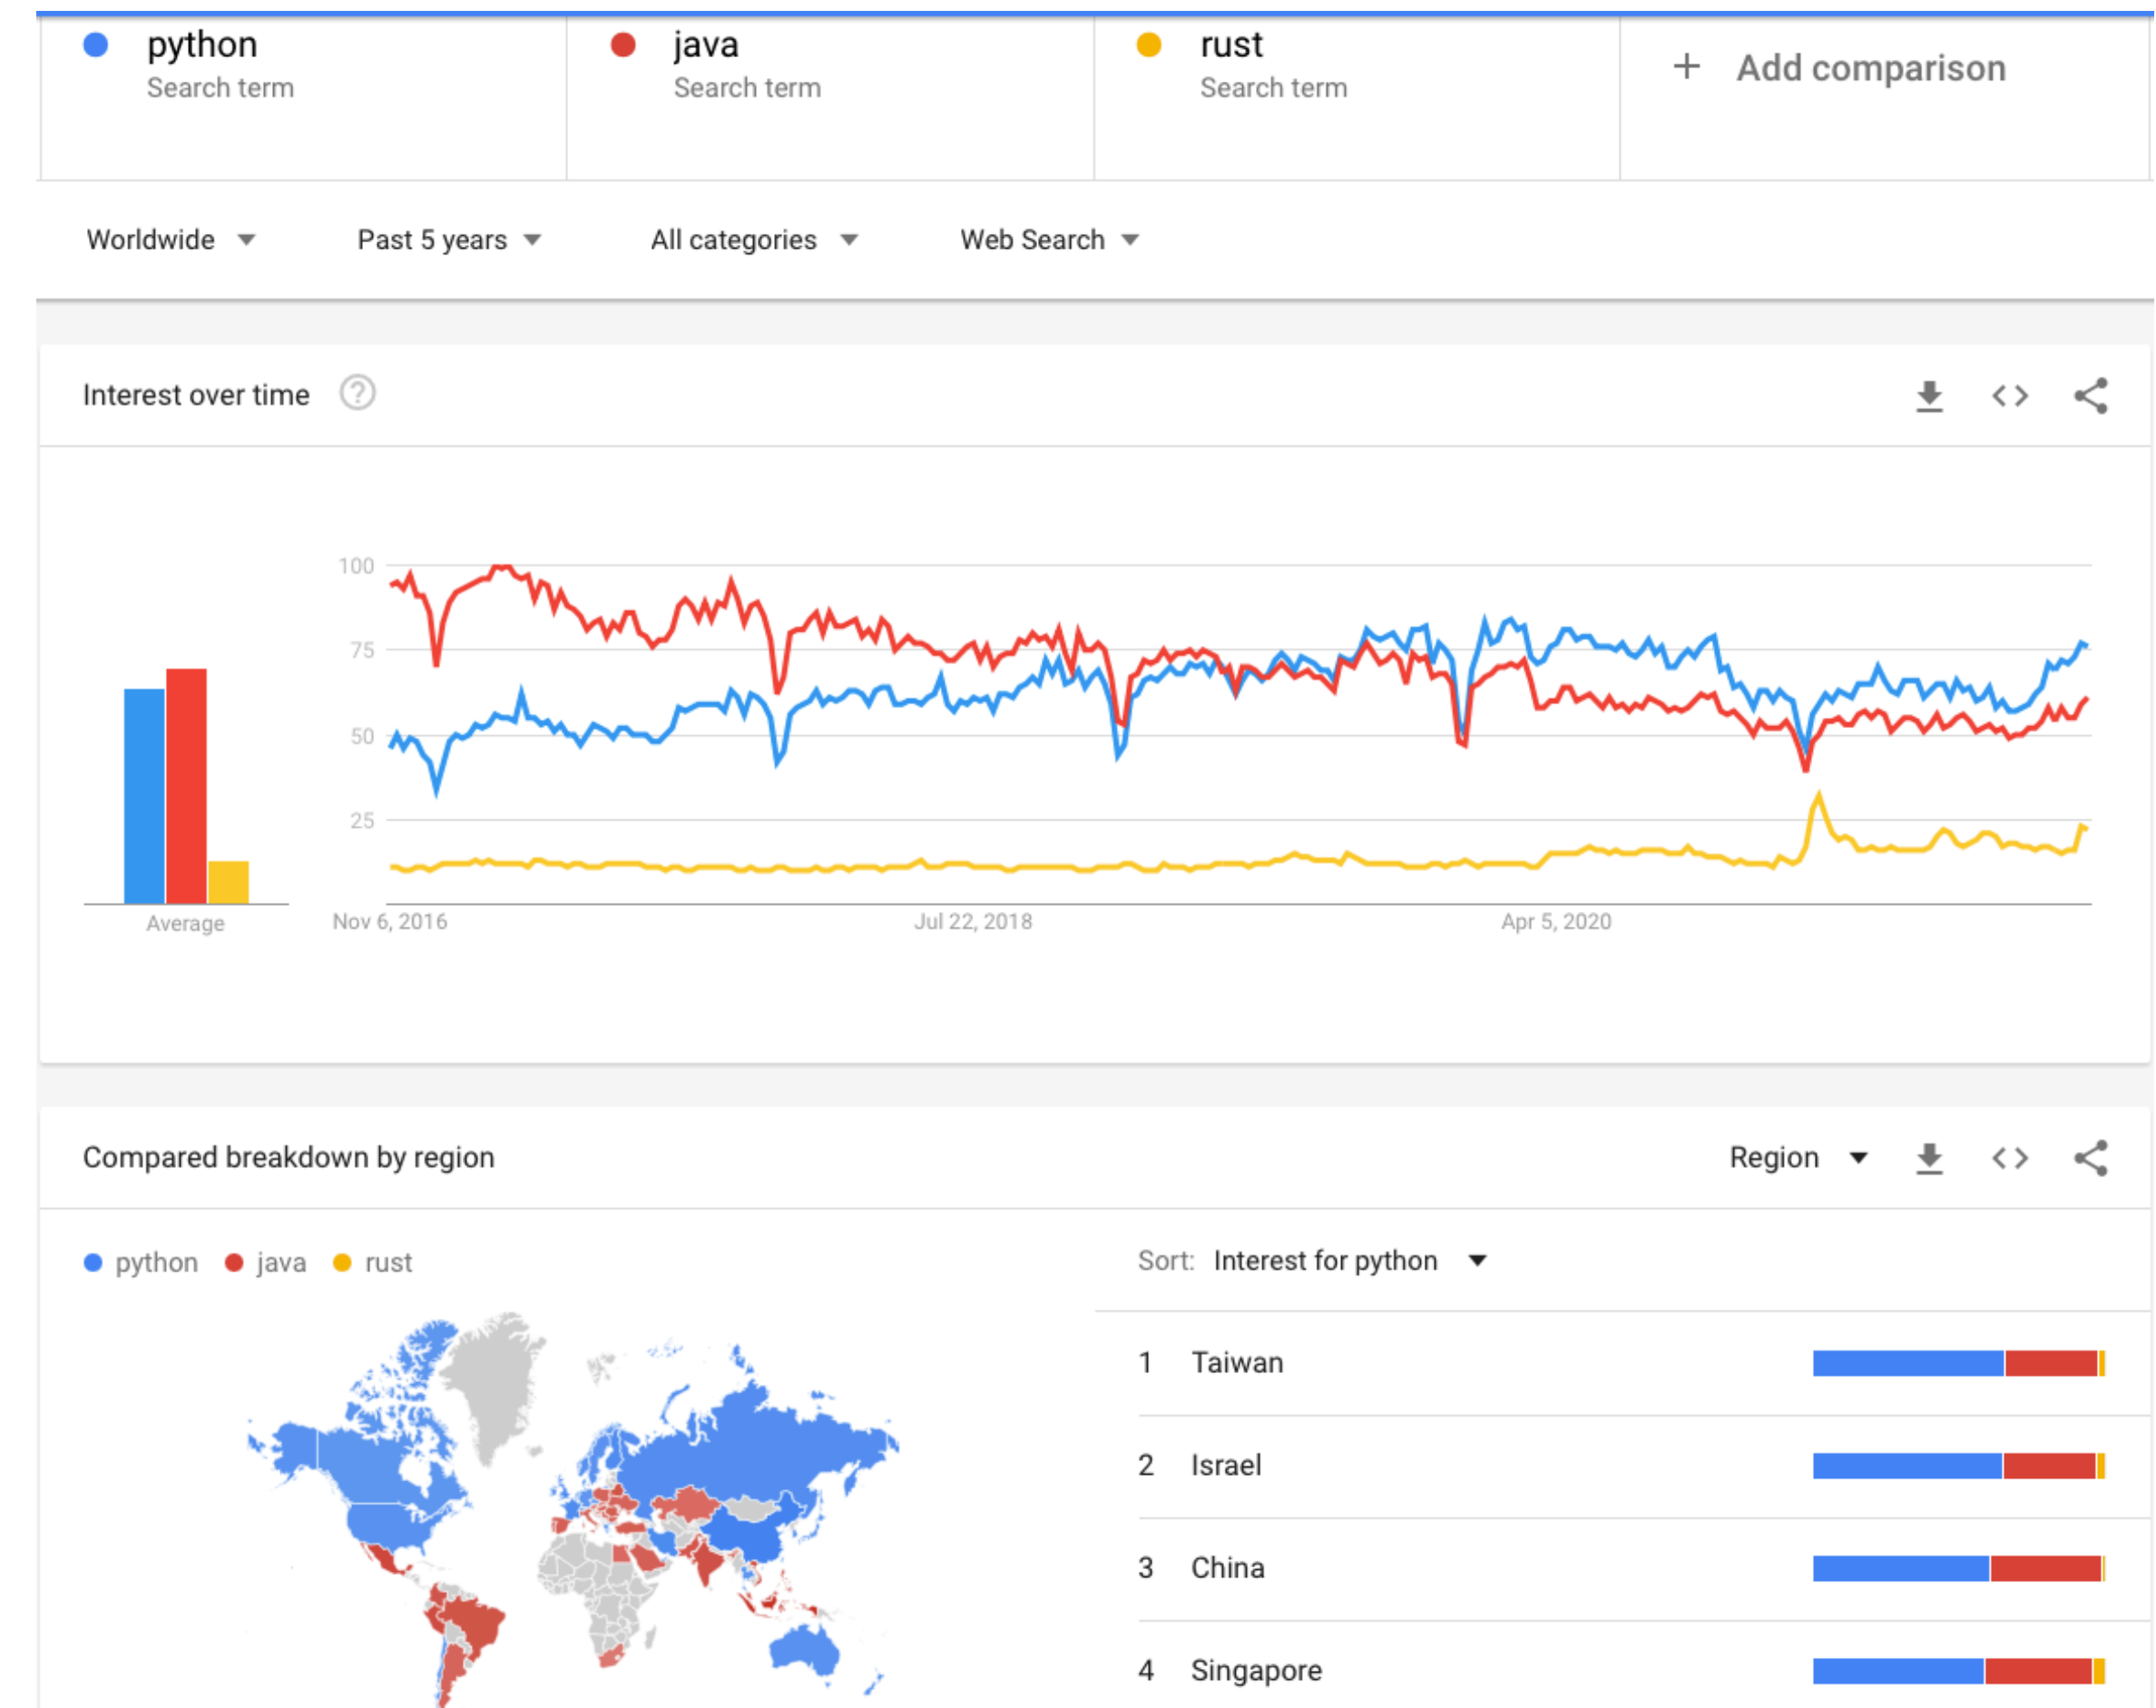 python
Search term
java
Search term
rust
Search term
+ Add comparison
Worldwide
Past 5 years
All categories
Web Search
Interest over time ?
100
75
50
25
Average
Nov 6, 2016
Jul 22, 2018
Apr 5, 2020
Compared breakdown by region
Region
python
java
rust
Sort: Interest for python
1 Taiwan
2 Israel
3 China
4 Singapore